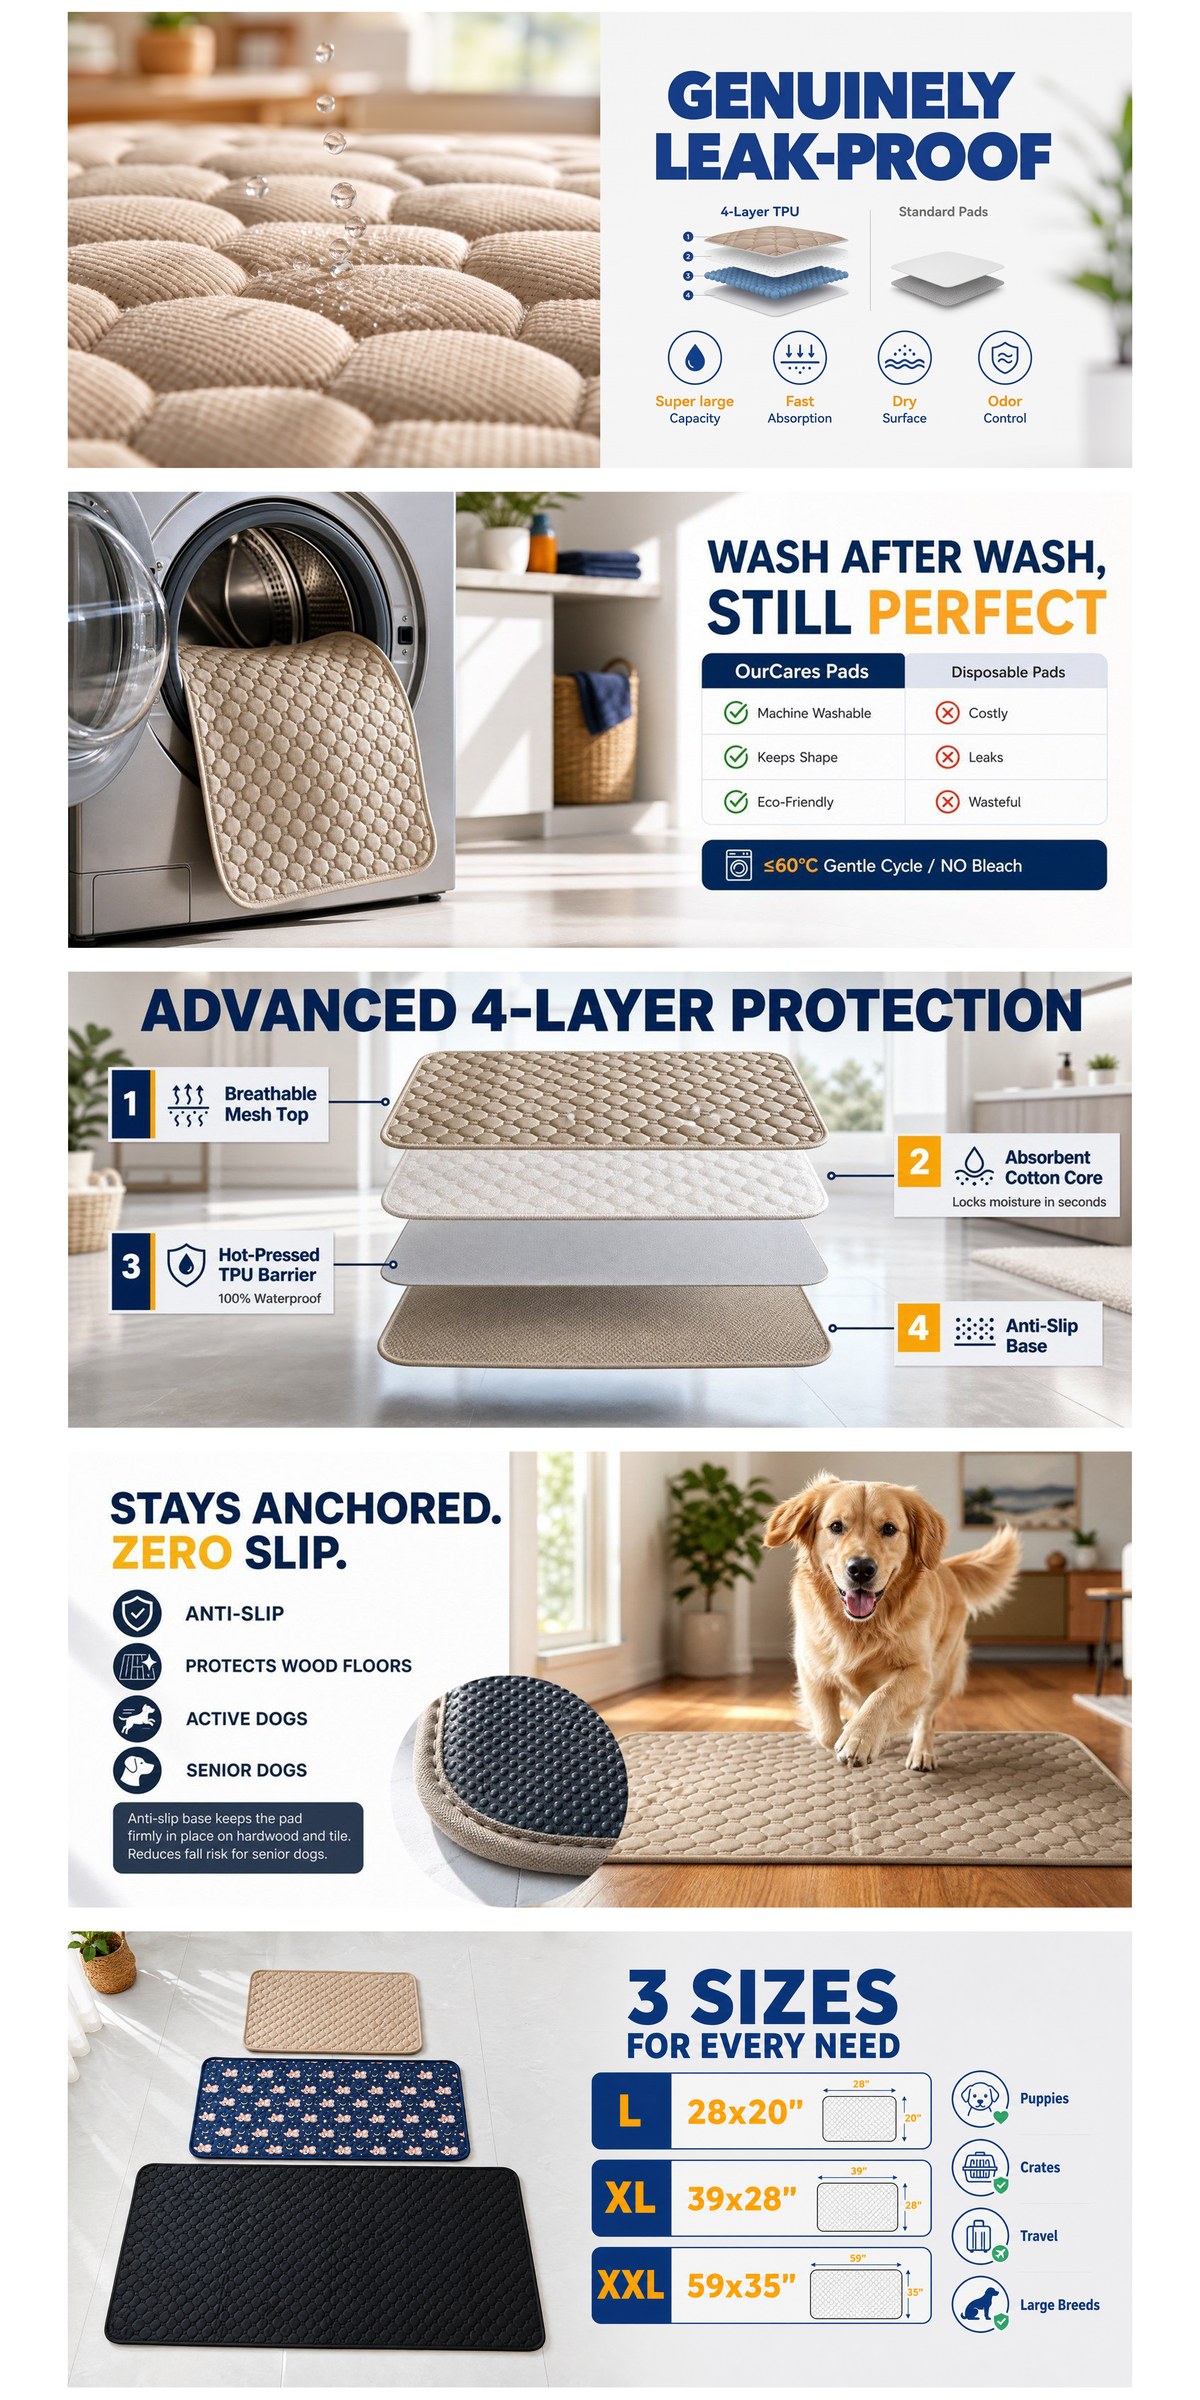 GENUINELY
LEAK-PROOF
4-Layer TPU
Standard Pads
1
2
3
4
Super large
Capacity
Fast
Absorption
Dry
Surface
Odor
Control
WASH AFTER WASH,
STILL PERFECT
OurCares Pads
Disposable Pads
Machine Washable
Costly
Keeps Shape
Leaks
Eco-Friendly
Wasteful
≤60°C Gentle Cycle / NO Bleach
ADVANCED 4-LAYER PROTECTION
1
Breathable
Mesh Top
2
Absorbent
Cotton Core
Locks moisture in seconds
3
Hot-Pressed
TPU Barrier
100% Waterproof
4
Anti-Slip
Base
STAYS ANCHORED.
ZERO SLIP.
ANTI-SLIP
PROTECTS WOOD FLOORS
ACTIVE DOGS
SENIOR DOGS
Anti-slip base keeps the pad
firmly in place on hardwood and tile.
Reduces fall risk for senior dogs.
3 SIZES
FOR EVERY NEED
L
28x20”
28"
20"
XL
39x28”
39"
28"
XXL
59x35”
59"
35"
Puppies
Crates
Travel
Large Breeds